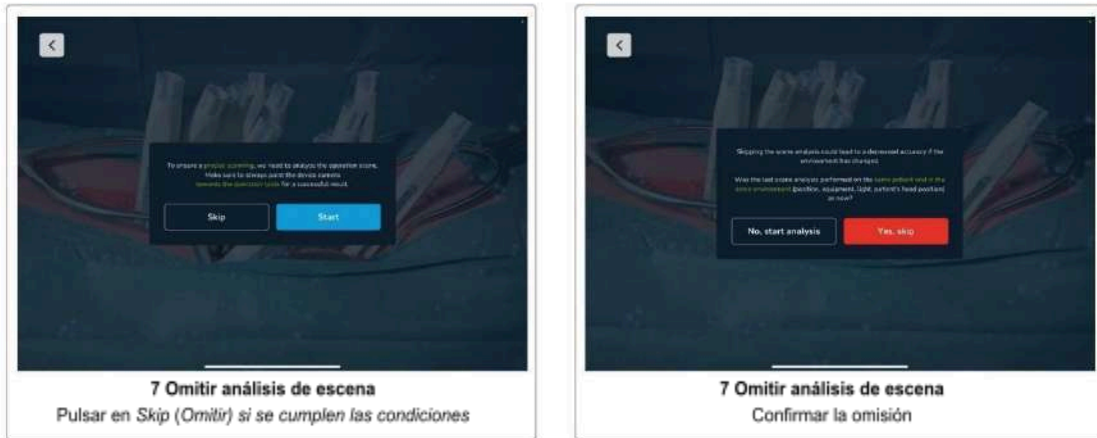 To ensure a precise scanning, we need to analyze the operation scene.
Make sure to always point the device camera
towards the operation table for a successful result.
Skip
Start
7 Omitir análisis de escena
Pulsar en Skip (Omitir) si se cumplen las condiciones
Skipping the scene analysis could lead to a decreased accuracy if the
environment has changed.
Was the last scene analysis performed on the same patient and in the
same environment (position, equipment, light, patient's head position)
as now?
No, start analysis
Yes, skip
7 Omitir análisis de escena
Confirmar la omisión